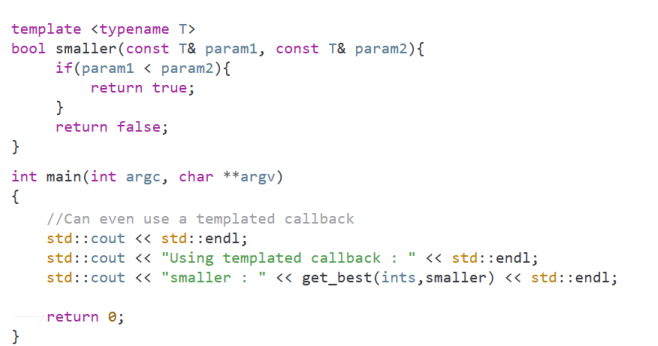 template <typename T>
bool smaller(const T& param1, const T& param2){
     if(param1 < param2){
         return true;
     }
     return false;
}
int main(int argc, char **argv)
{
    //Can even use a templated callback
    std::cout << std::endl;
    std::cout << "Using templated callback : " << std::endl;
    std::cout << "smaller : " << get_best(ints,smaller) << std::endl;
    return 0;
}